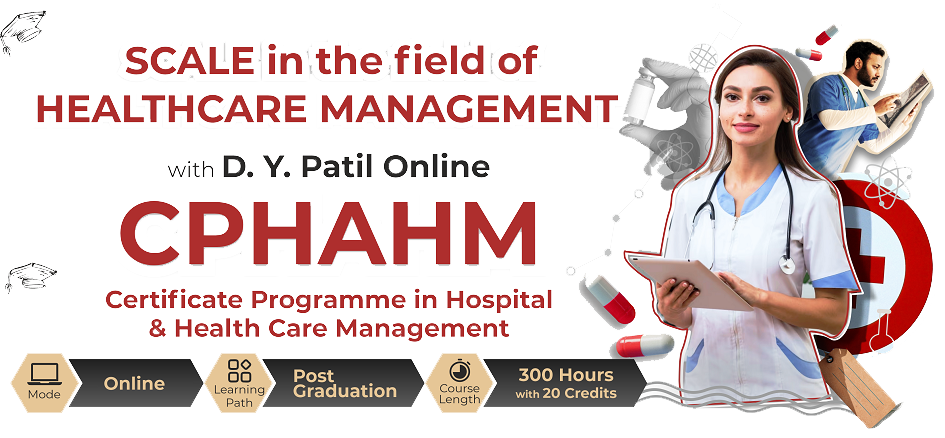 SCALE in the field of
HEALTHCARE MANAGEMENT
with D. Y. Patil Online
CPHAHM
Certificate Programme in Hospital
& Health Care Management
Mode
Online
Learning
Path
Post
Graduation
Course
Length
300 Hours
with 20 Credits